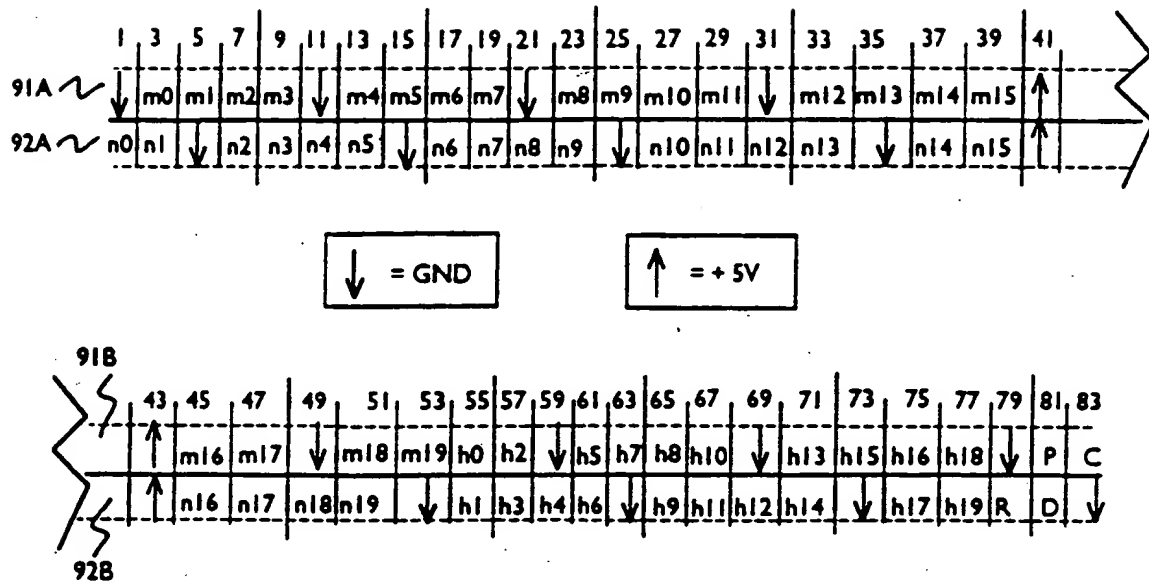 1 3 5 7 9 11 13 15 17 19 21 23 25 27 29 31 33 35 37 39 41
91A m0 m1 m2 m3 m4 m5 m6 m7 m8 m9 m10 m11 m12 m13 m14 m15
92A n0 n1 n2 n3 n4 n5 n6 n7 n8 n9 n10 n11 n12 n13 n14 n15
= GND = + 5V
91B
43 45 47 49 51 53 55 57 59 61 63 65 67 69 71 73 75 77 79 81 83
m16 m17 m18 m19 h0 h2 h5 h7 h8 h10 h13 h15 h16 h18 P C
n16 n17 n18 n19 h1 h3 h4 h6 h9 h11 h12 h14 h17 h19 R D
92B